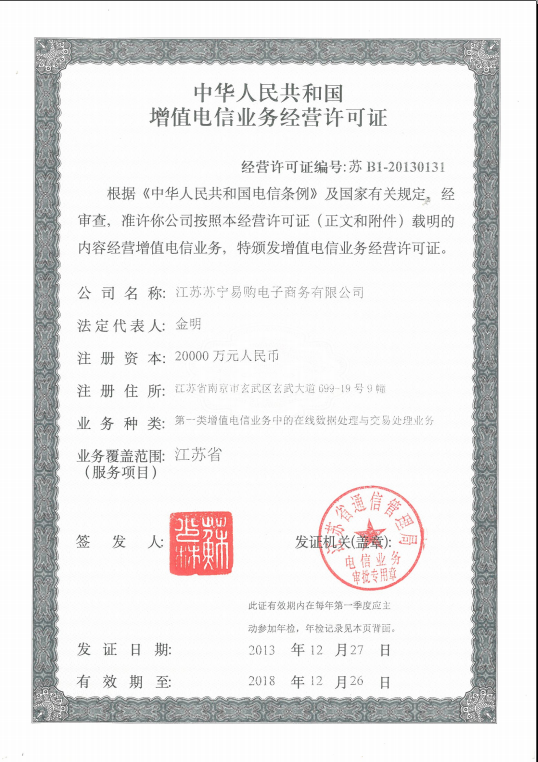 中华人民共和国
增值电信业务经营许可证
经营许可证编号:苏 B1-20130131
根据《中华人民共和国电信条例》及国家有关规定,经
审查,准许你公司按照本经营许可证(正文和附件)载明的
内容经营增值电信业务,特颁发增值电信业务经营许可证。
公司名称: 江苏苏宁易购电子商务有限公司
法定代表人: 金明
注册资本: 20000 万元人民币
注册住所: 江苏省南京市玄武区玄武大道 699-19 号 9 幢
业务种类: 第一类增值电信业务中的在线数据处理与交易处理业务
业务覆盖范围: 江苏省
(服务项目)
签发人:
发证机关(盖章):
江苏省通信管理局
电信业务
审批专用章
此证有效期内在每年第一季度应主
动参加年检,年检记录见本页背面。
发证日期: 2013 年 12 月 27 日
有效期至: 2018 年 12 月 26 日